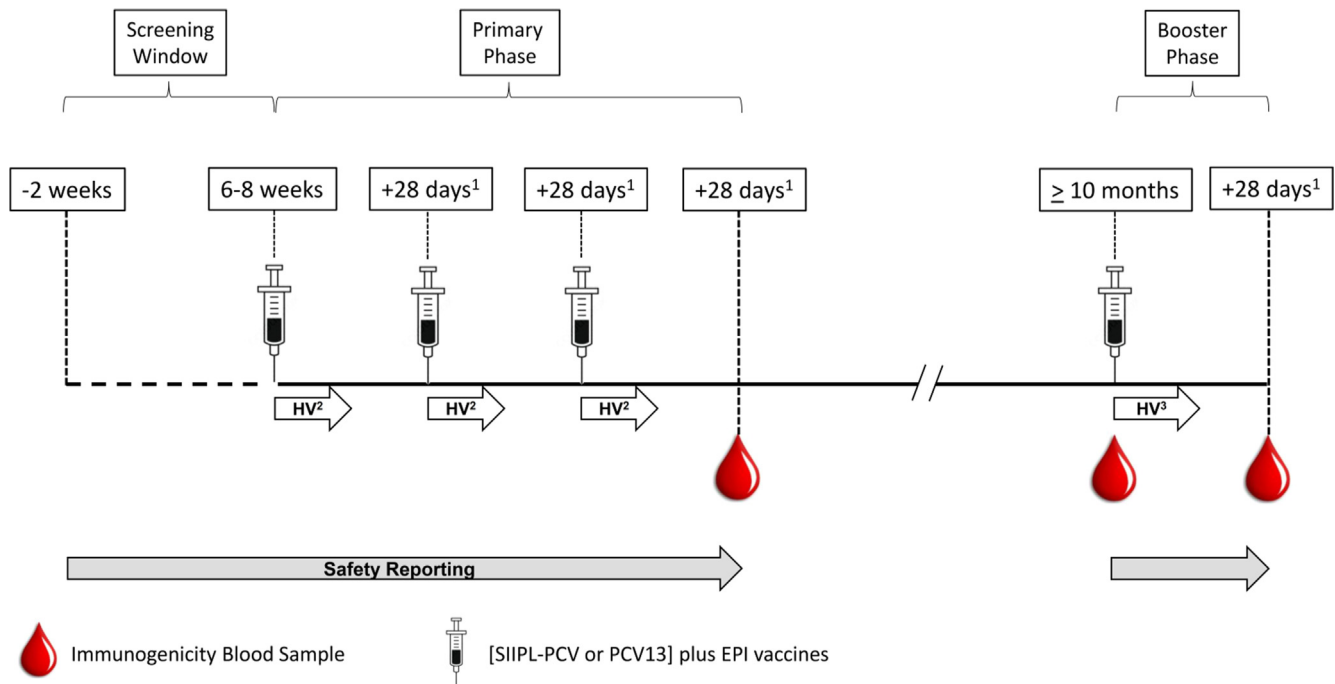 Screening
Window
Primary
Phase
Booster
Phase
-2 weeks
6-8 weeks
+28 days¹
+28 days¹
+28 days¹
≥ 10 months
+28 days¹
HV²
HV²
HV²
HV³
Safety Reporting
Immunogenicity Blood Sample
[SIIPL-PCV or PCV13] plus EPI vaccines